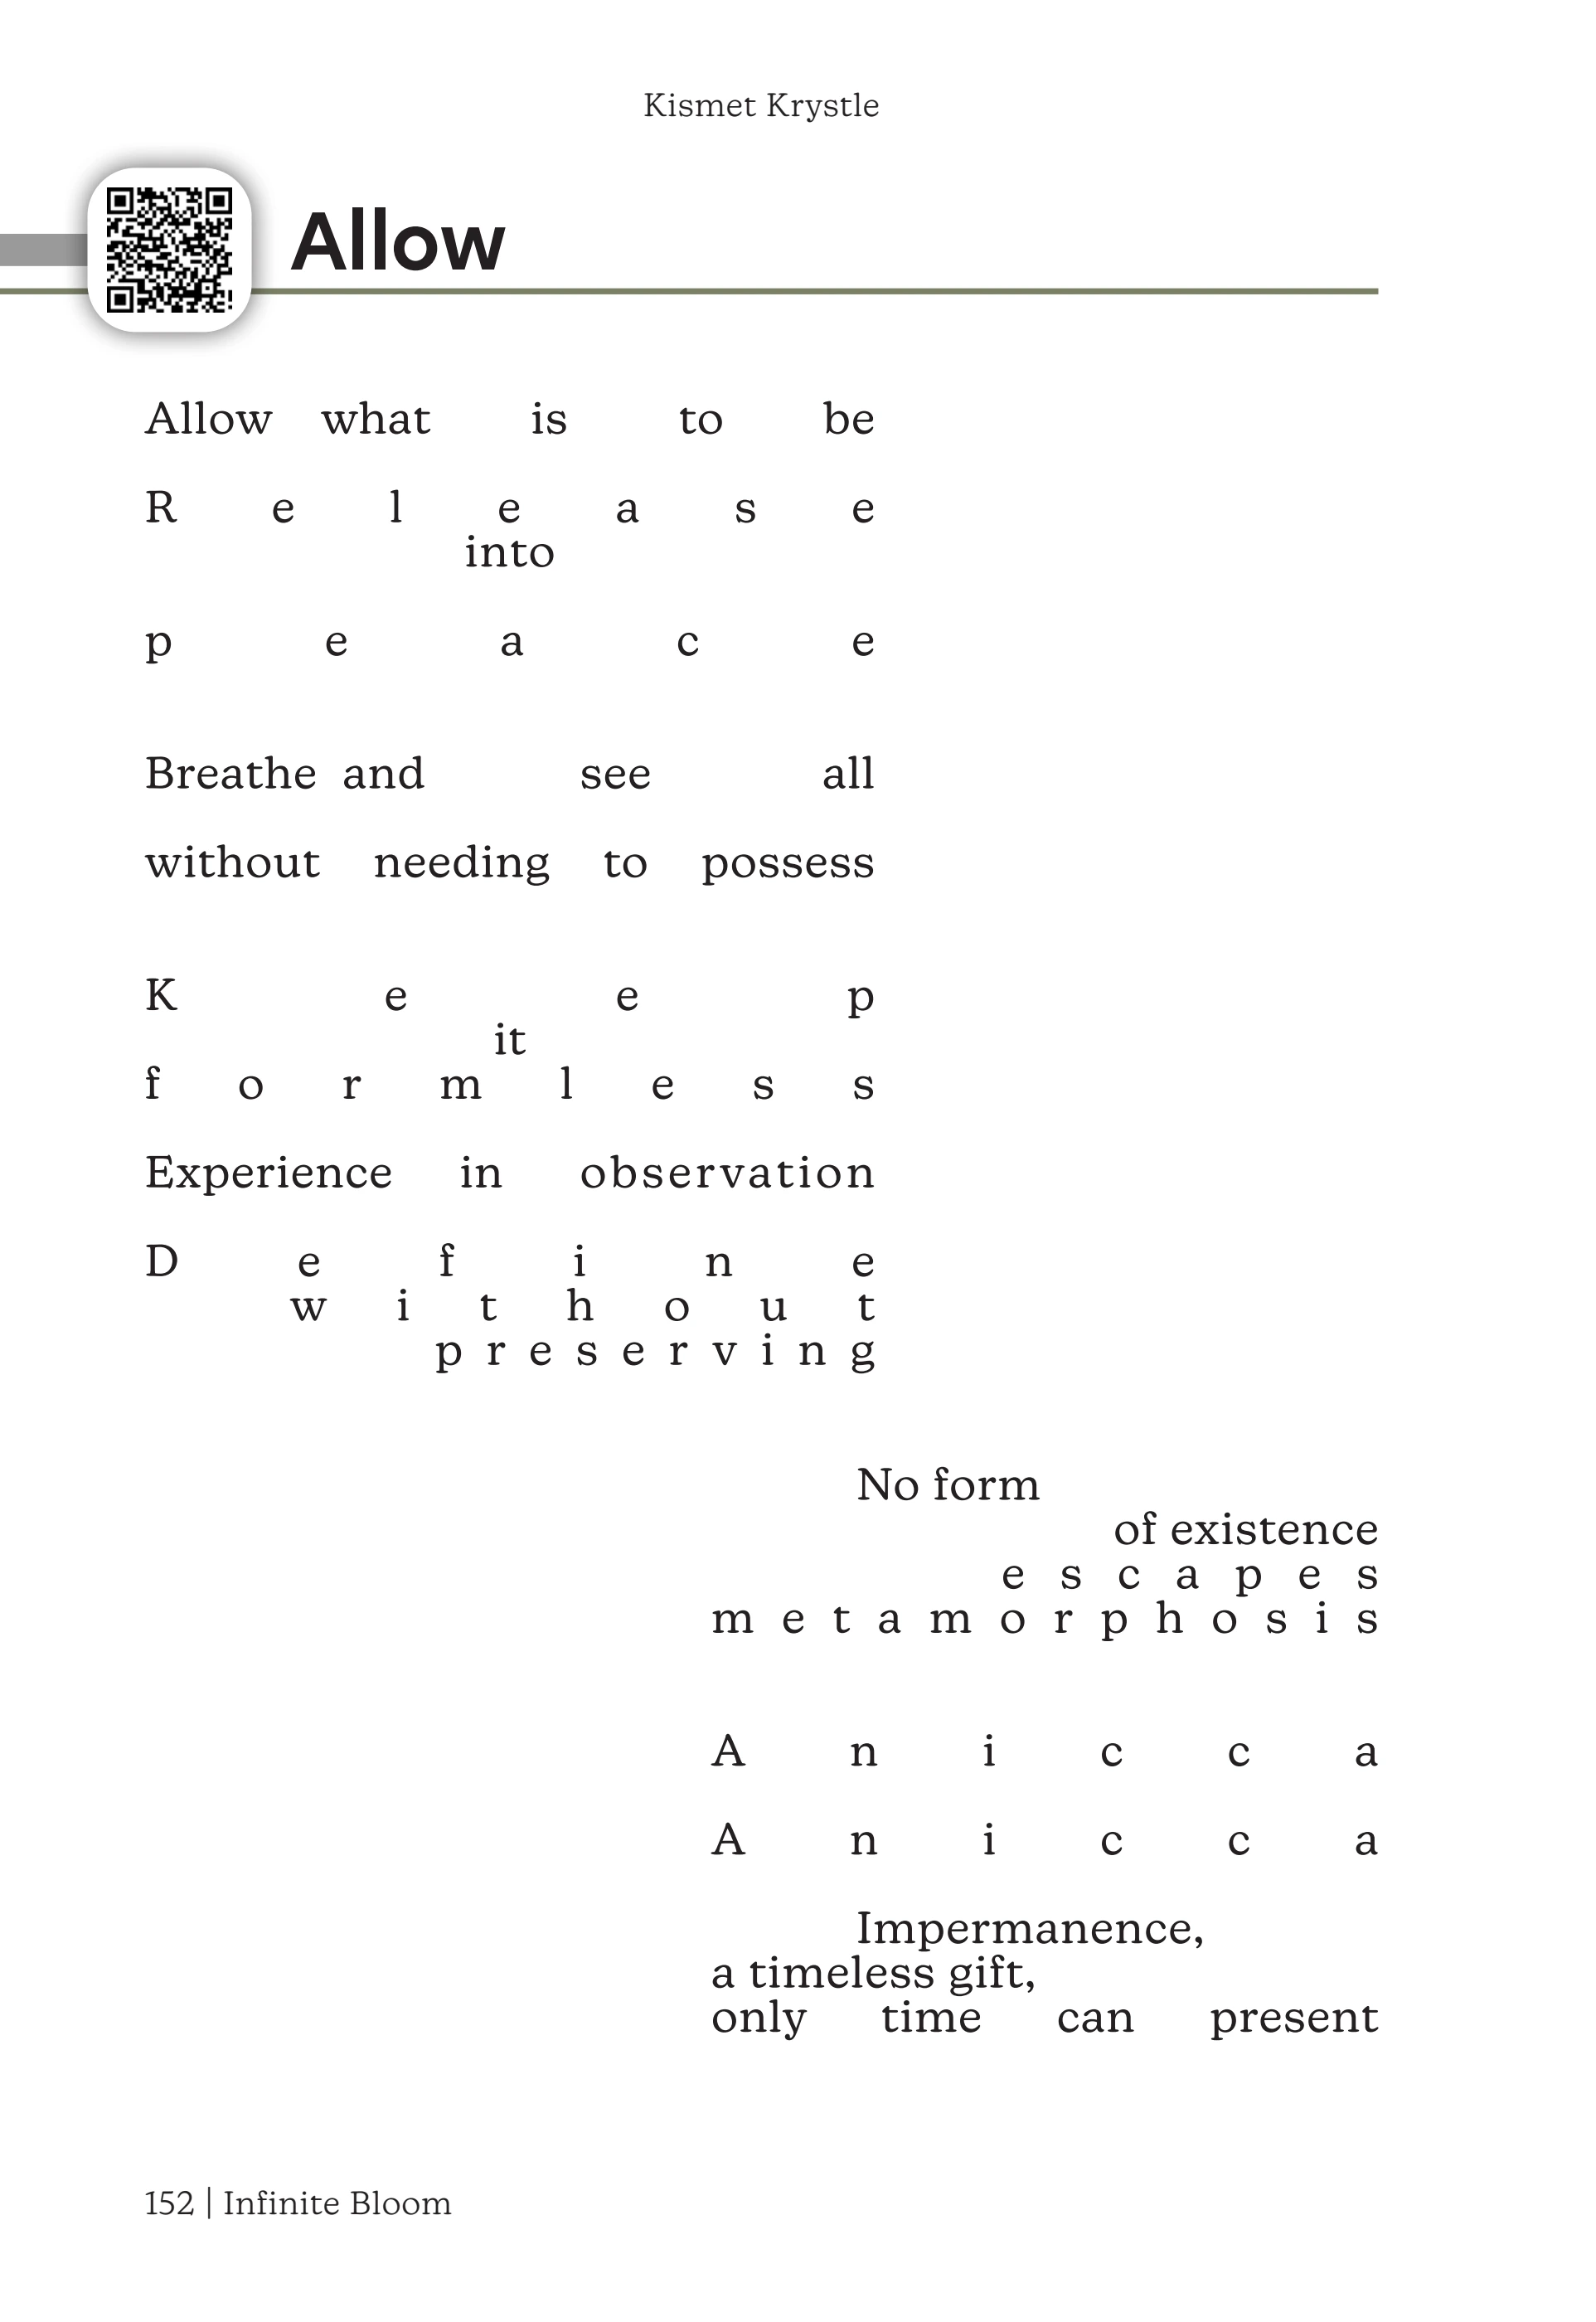 Kismet Krystle
Allow
Allow what is to be
R e l e a s e
into
p e a c e
Breathe and see all
without needing to possess
K e e p
it
f o r m l e s s
Experience in observation
D e f i n e
w i t h o u t
p r e s e r v i n g
No form
of existence
e s c a p e s
m e t a m o r p h o s i s
A n i c c a
A n i c c a
Impermanence,
a timeless gift,
only time can present
152 | Infinite Bloom